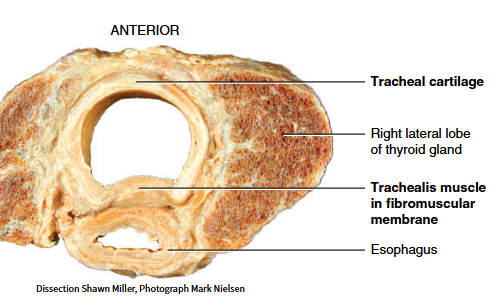 ANTERIOR
Tracheal cartilage
Right lateral lobe
of thyroid gland
Trachealis muscle
in fibromuscular
membrane
Esophagus
Dissection Shawn Miller, Photograph Mark Nielsen